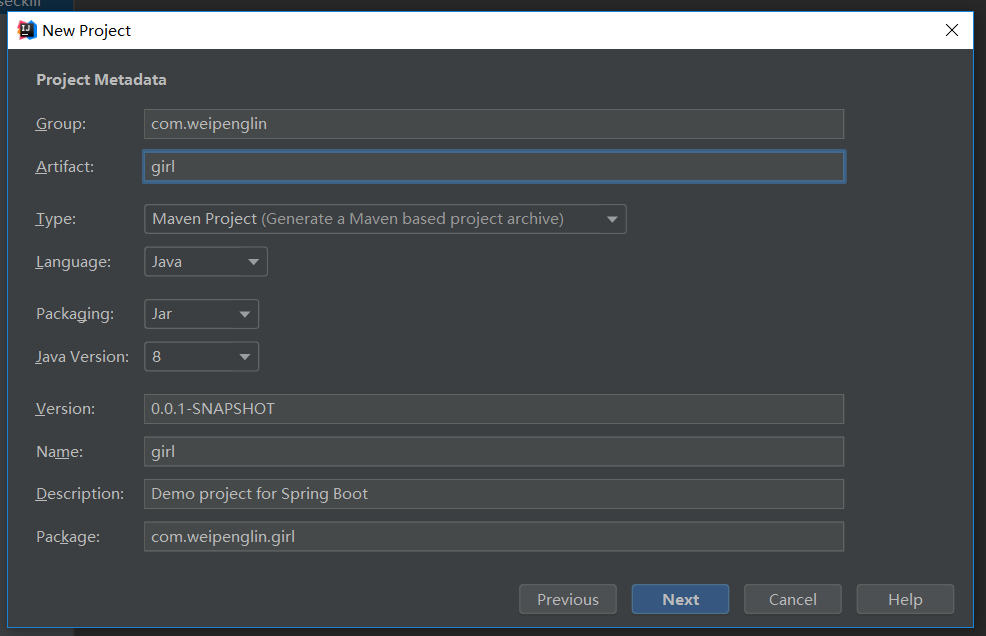 seckill
New Project
Project Metadata
Group: com.weipenglin
Artifact: girl
Type: Maven Project (Generate a Maven based project archive)
Language: Java
Packaging: Jar
Java Version: 8
Version: 0.0.1-SNAPSHOT
Name: girl
Description: Demo project for Spring Boot
Package: com.weipenglin.girl
Previous Next Cancel Help